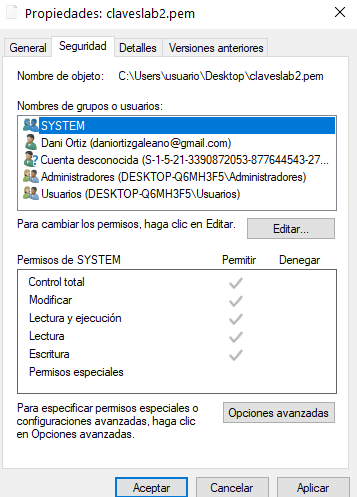 Propiedades: claveslab2.pem
General Seguridad Detalles Versiones anteriores
Nombre de objeto: C:\Users\usuario\Desktop\claveslab2.pem
Nombres de grupos o usuarios:
SYSTEM
Dani Ortiz (daniortizgaleano@gmail.com)
Cuenta desconocida (S-1-5-21-3390872053-877644543-27...
Administradores (DESKTOP-Q6MH3F5\Administradores)
Usuarios (DESKTOP-Q6MH3F5\Usuarios)
Para cambiar los permisos, haga clic en Editar. Editar...
Permisos de SYSTEM Permitir Denegar
Control total
Modificar
Lectura y ejecución
Lectura
Escritura
Permisos especiales
Para especificar permisos especiales o
configuraciones avanzadas, haga clic
en Opciones avanzadas.
Opciones avanzadas
Aceptar Cancelar Aplicar